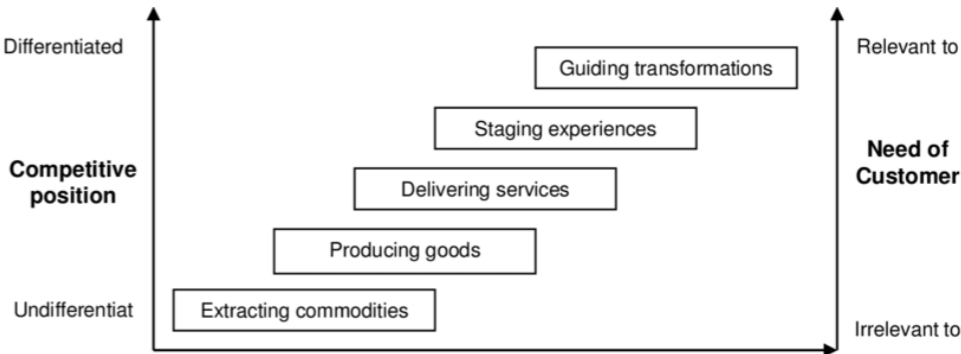 Differentiated
Relevant to
Guiding transformations
Staging experiences
Competitive
position
Need of
Customer
Delivering services
Producing goods
Undifferentiat
Extracting commodities
Irrelevant to